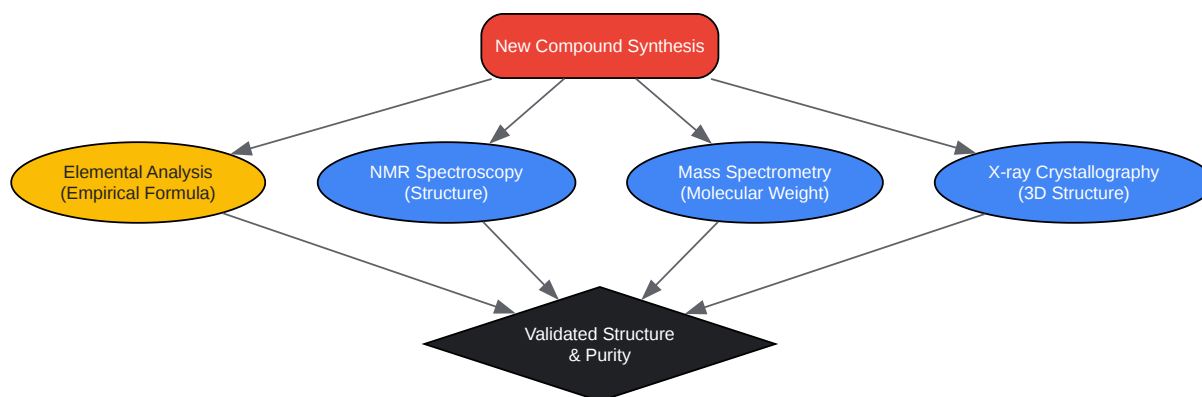 New Compound Synthesis
Elemental Analysis
(Empirical Formula)
NMR Spectroscopy
(Structure)
Mass Spectrometry
(Molecular Weight)
X-ray Crystallography
(3D Structure)
Validated Structure
& Purity